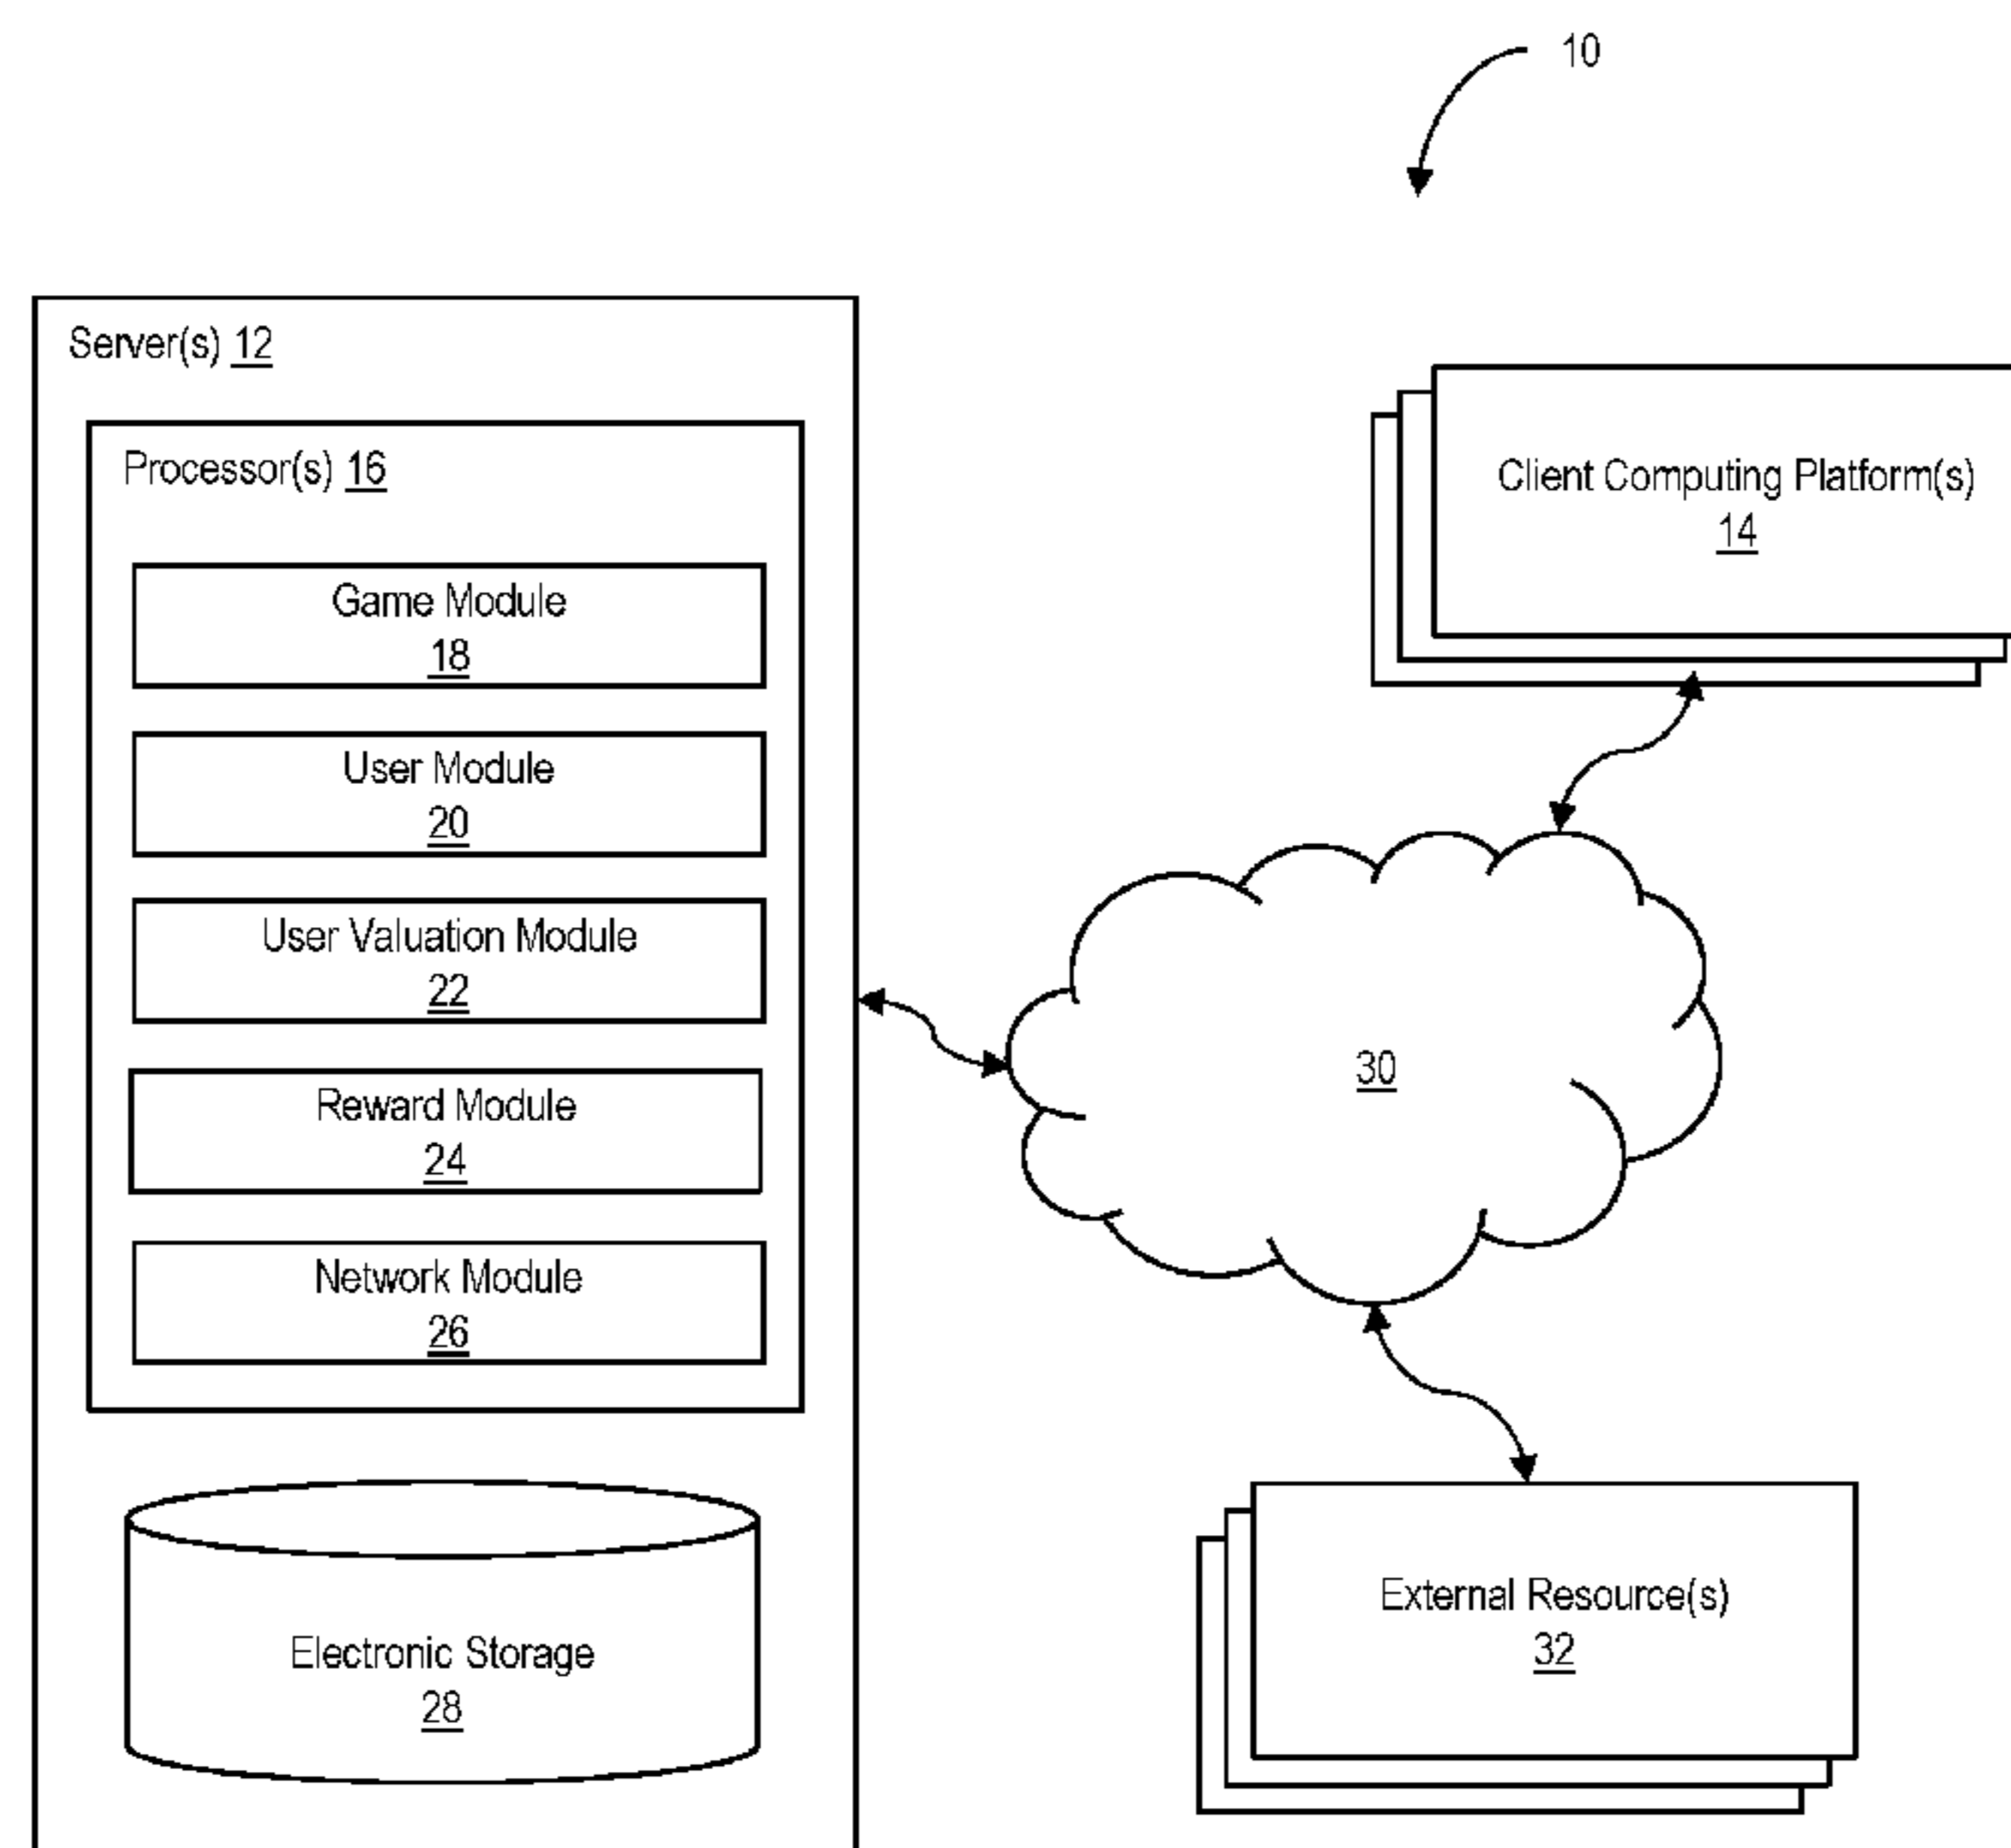 10
Server(s) 12
Processor(s) 16
Game Module
18
User Module
20
User Valuation Module
22
Reward Module
24
Network Module
26
Electronic Storage
28
Client Computing Platform(s)
14
30
External Resource(s)
32